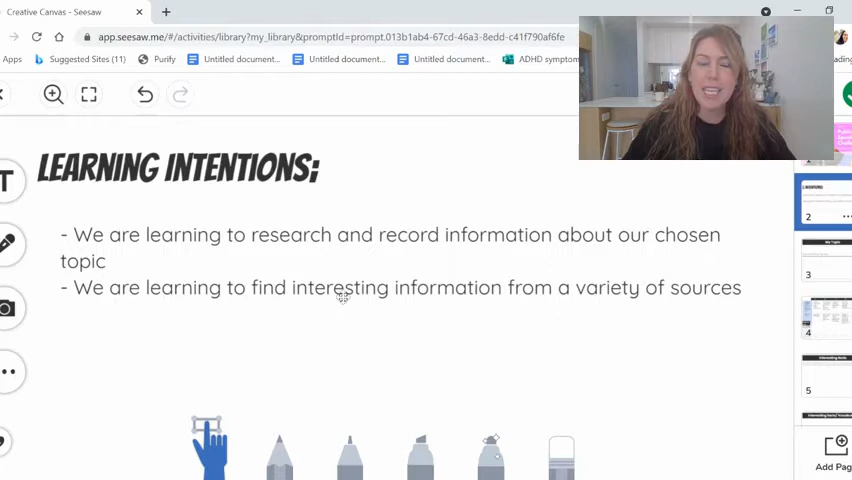 Creative Canvas - Seesaw
app.seesaw.me/#/activities/library?my_library&promptId=prompt.013b1ab4-67cd-46a3-8edd-c41f790af6fe
Suggested Sites (11)
Purify
Untitled document...
Untitled document...
Untitled document...
ADHD symptom
LEARNING INTENTIONS:
- We are learning to research and record information about our chosen
topic
- We are learning to find interesting information from a variety of sources
T
2
3
My Topic
4
5
Add Pag